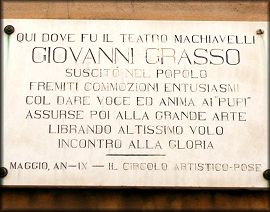 QUI DOVE FU IL TEATRO MACHIAVELLI
GIOVANNI GRASSO
SUSCITÒ NEL POPOLO
FREMITI COMMOZIONI ENTUSIASMI
COL DARE VOCE ED ANIMA AI "PUPI"
ASSURSE POI ALLA GRANDE ARTE
LIBRANDO ALTISSIMO VOLO
INCONTRO ALLA GLORIA
MAGGIO, AN-IX — IL CIRCOLO ARTISTICO-POSE